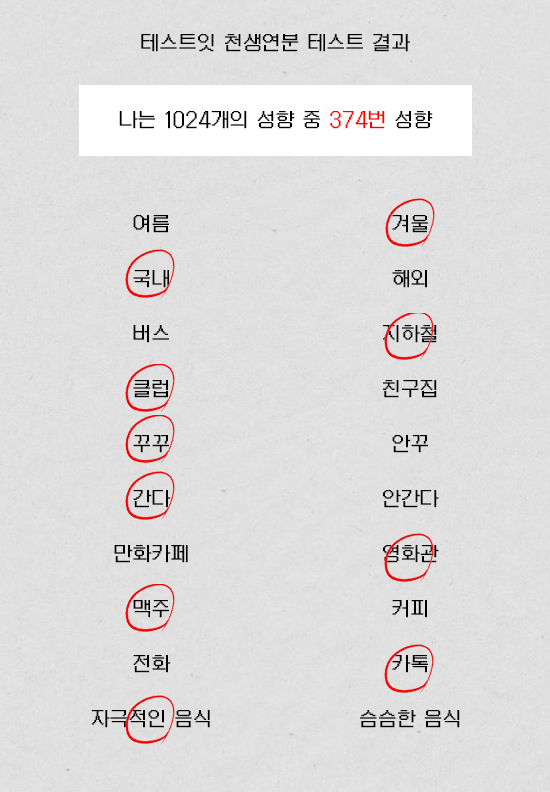 테스트잇 천생연분 테스트 결과
나는 1024개의 성향 중 374번 성향
여름 겨울
국내 해외
버스 지하철
클럽 친구집
꾸꾸 안꾸
간다 안간다
만화카페 영화관
맥주 커피
전화 카톡
자극적인 음식 슴슴한 음식